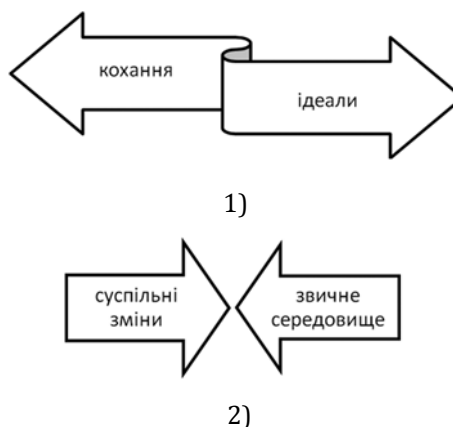 кохання
ідеали
1)
суспільні
зміни
звичне
середовище
2)